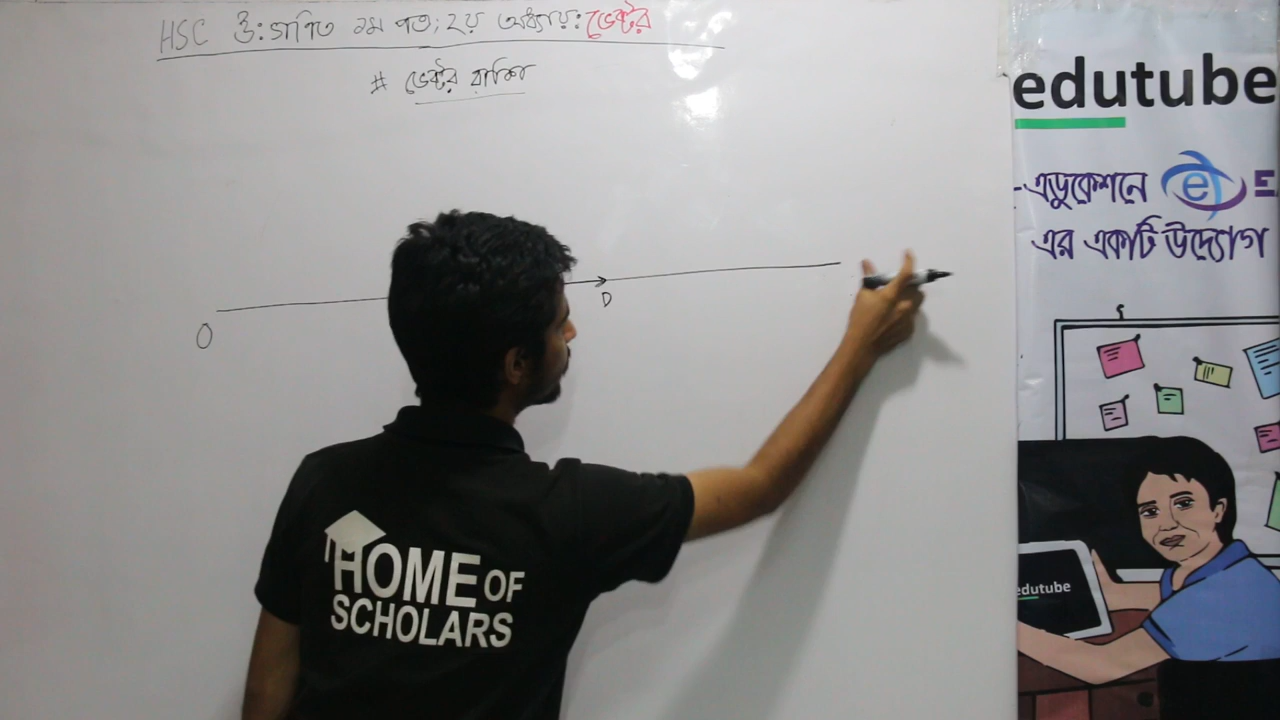 HSC উ: গণিত ১ম পত্র; ২য় অধ্যায়: ভেক্টর
# ভেক্টর রাশি
O
D
HOME OF
SCHOLARS
edutube
-এডুকেশনে e E
এর একটি উদ্যোগ
edutube